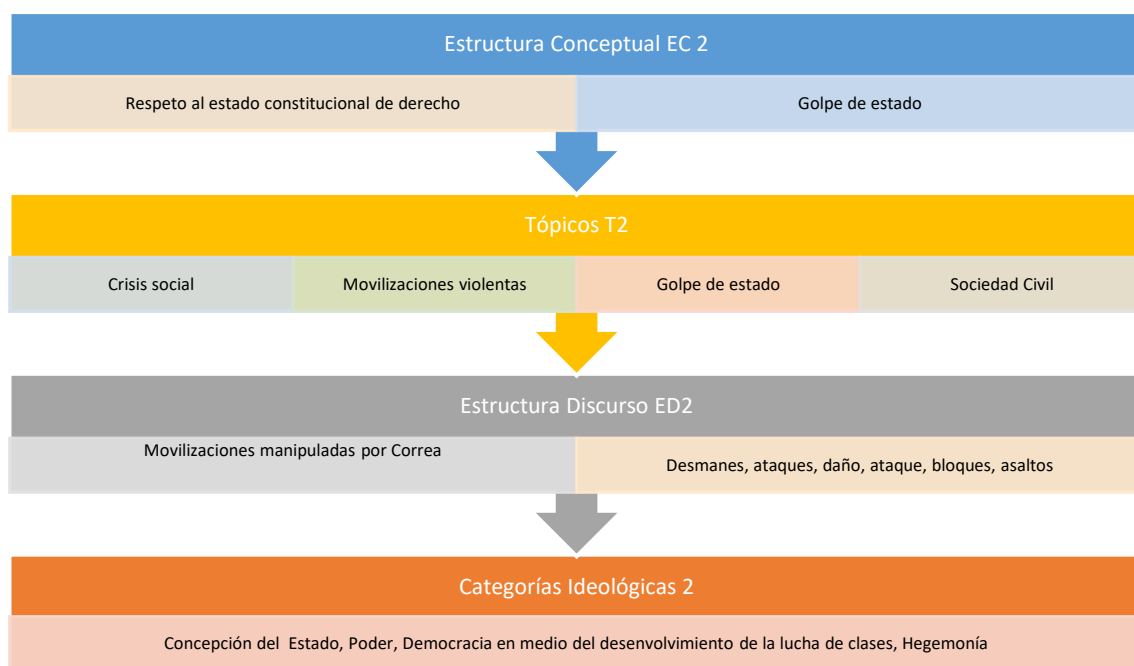 Estructura Conceptual EC 2
Respeto al estado constitucional de derecho
Golpe de estado
Tópicos T2
Crisis social
Movilizaciones violentas
Golpe de estado
Sociedad Civil
Estructura Discurso ED2
Movilizaciones manipuladas por Correa
Desmanes, ataques, daño, ataque, bloques, asaltos
Categorías Ideológicas 2
Concepción del Estado, Poder, Democracia en medio del desenvolvimiento de la lucha de clases, Hegemonía